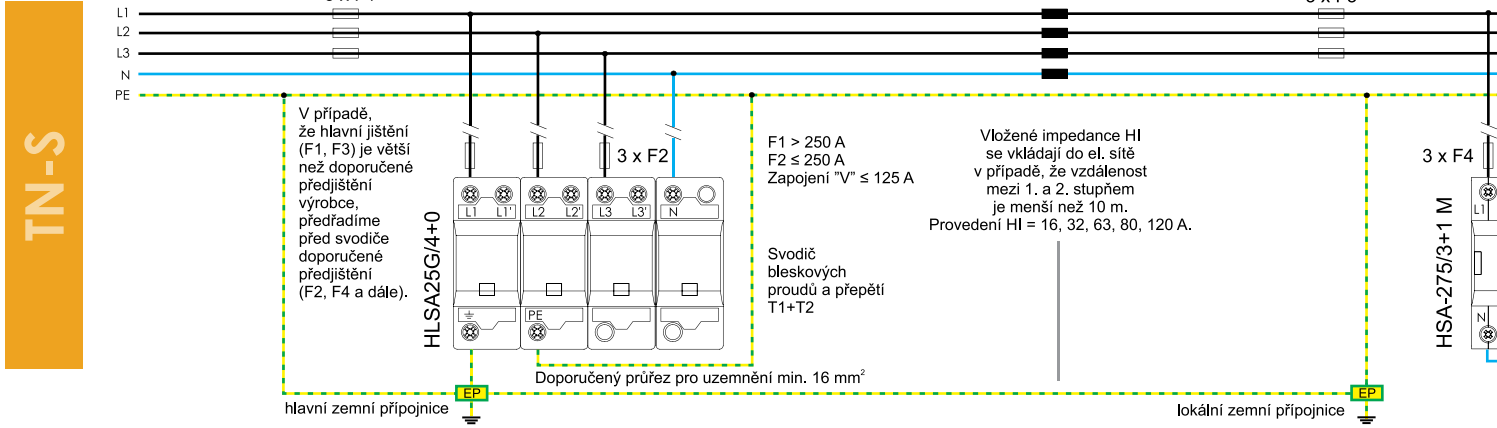 TN-S
L1
L2
L3
N
PE
V případě,
že hlavní jištění
(F1, F3) je větší
než doporučené
předjištění
výrobce,
předřadíme
před svodiče
doporučené
předjištění
(F2, F4 a dále).
3 x F2
HLSA25G/4+0
L1
L1'
L2
L2'
L3
L3'
N
PE
F1 > 250 A
F2 ≤ 250 A
Zapojení "V" ≤ 125 A
Svodič
bleskových
proudů a přepětí
T1+T2
Vložené impedance HI
se vkládají do el. sítě
v případě, že vzdálenost
mezi 1. a 2. stupňem
je menší než 10 m.
Provedení HI = 16, 32, 63, 80, 120 A.
3 x F4
HSA-275/3+1 M
L1
N
Doporučený průřez pro uzemnění min. 16 mm²
EP
hlavní zemní přípojnice
EP
lokální zemní přípojnice